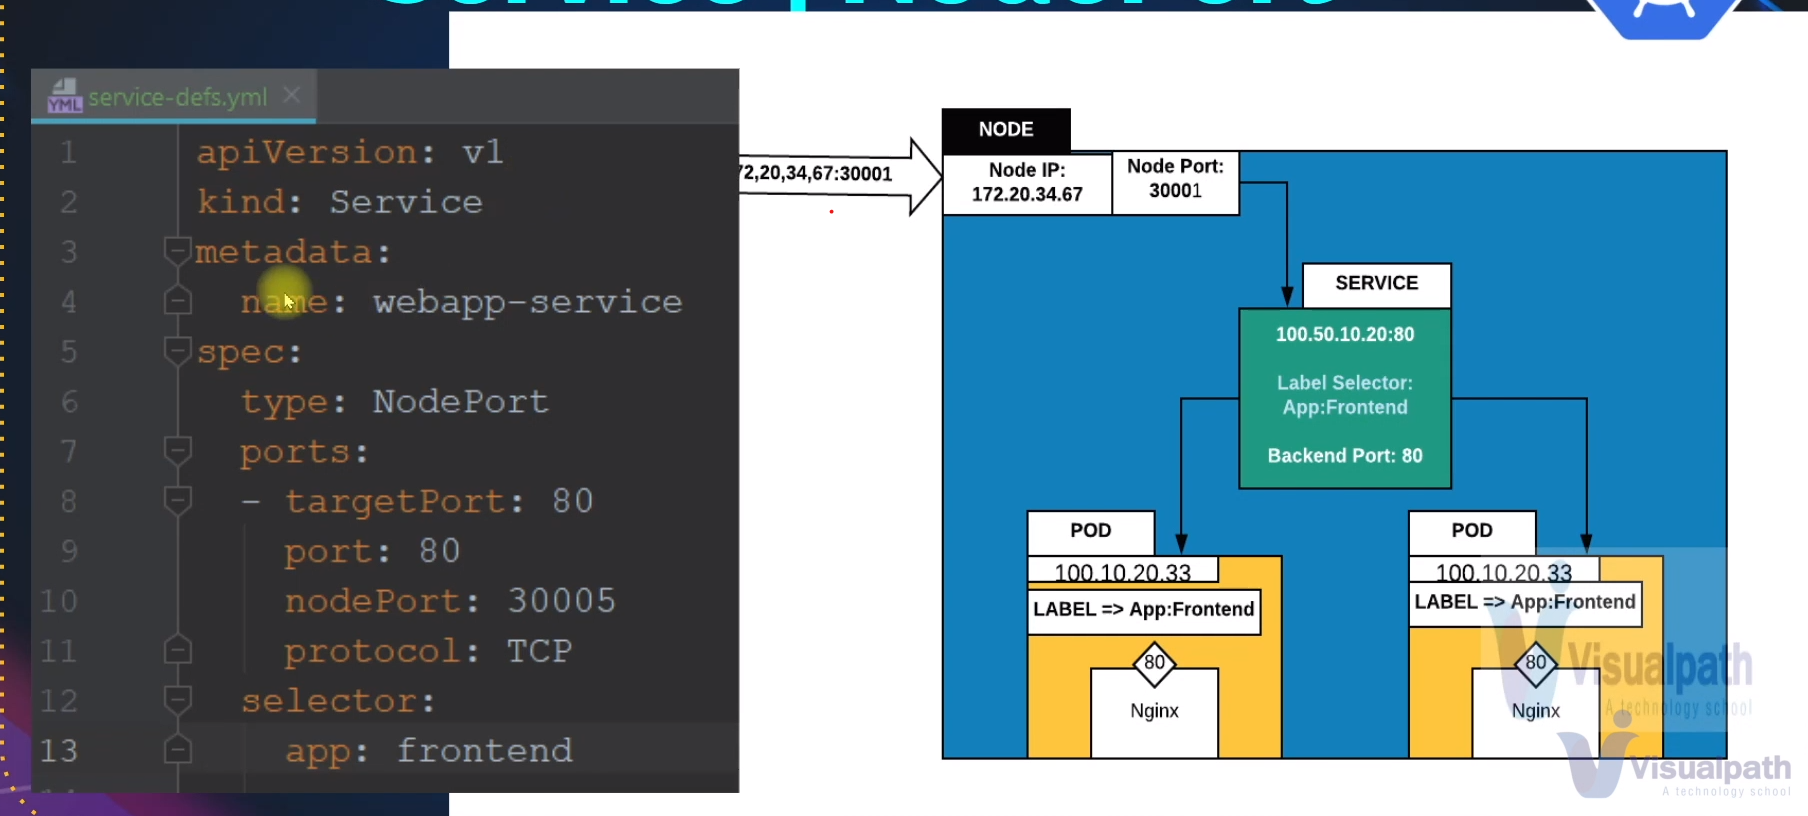 Service | NodePort
service-defs.yml
1 apiVersion: v1
2 kind: Service
3 metadata:
4 name: webapp-service
5 spec:
6 type: NodePort
7 ports:
8 - targetPort: 80
9 port: 80
10 nodePort: 30005
11 protocol: TCP
12 selector:
13 app: frontend
72,20,34,67:30001
NODE
Node IP:
172.20.34.67
Node Port:
30001
SERVICE
100.50.10.20:80
Label Selector:
App:Frontend
Backend Port: 80
POD
100.10.20.33
LABEL => App:Frontend
80
Nginx
POD
100.10.20.33
LABEL => App:Frontend
80
Nginx
Visualpath
A technology school
Visualpath
A technology school